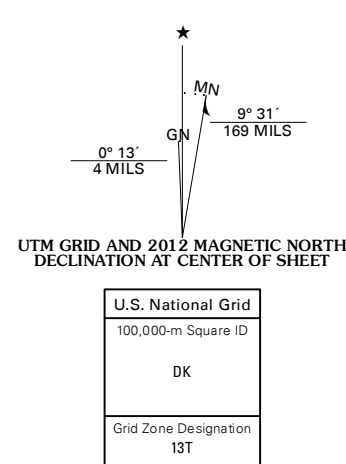 ★
MN
GN
9° 31´
169 MILS
0° 13´
4 MILS
UTM GRID AND 2012 MAGNETIC NORTH
DECLINATION AT CENTER OF SHEET
U.S. National Grid
100,000-m Square ID
DK
Grid Zone Designation
13T